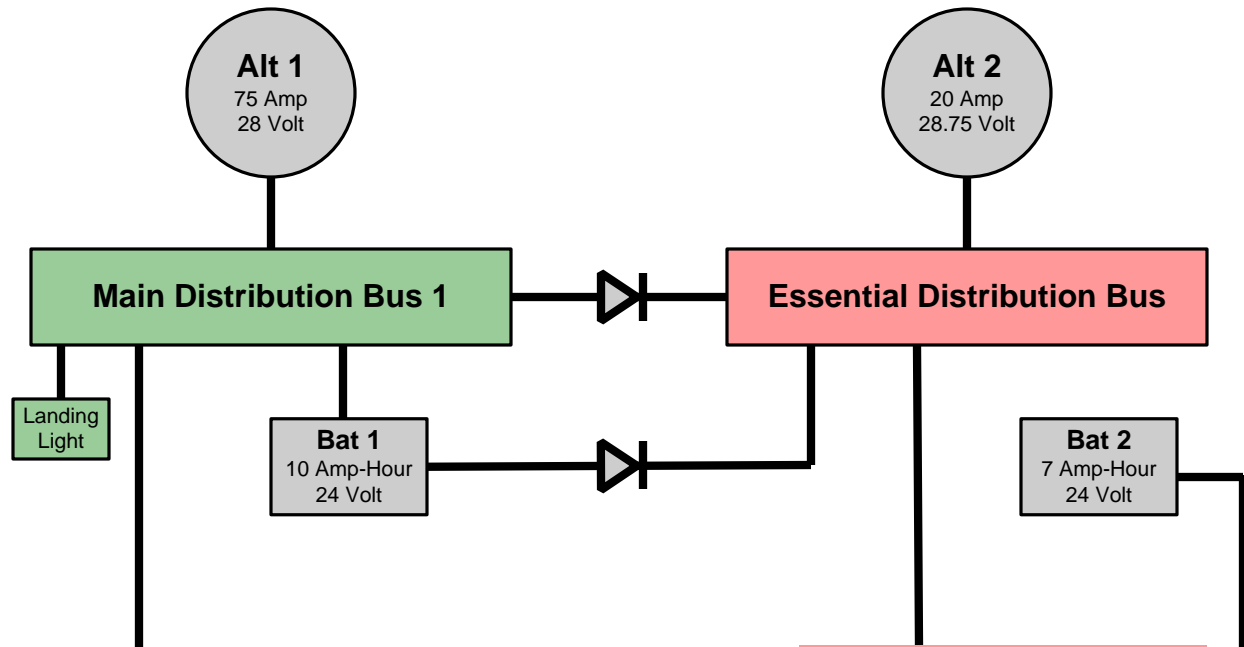 Alt 1
75 Amp
28 Volt
Alt 2
20 Amp
28.75 Volt
Main Distribution Bus 1
Essential Distribution Bus
Landing
Light
Bat 1
10 Amp-Hour
24 Volt
Bat 2
7 Amp-Hour
24 Volt